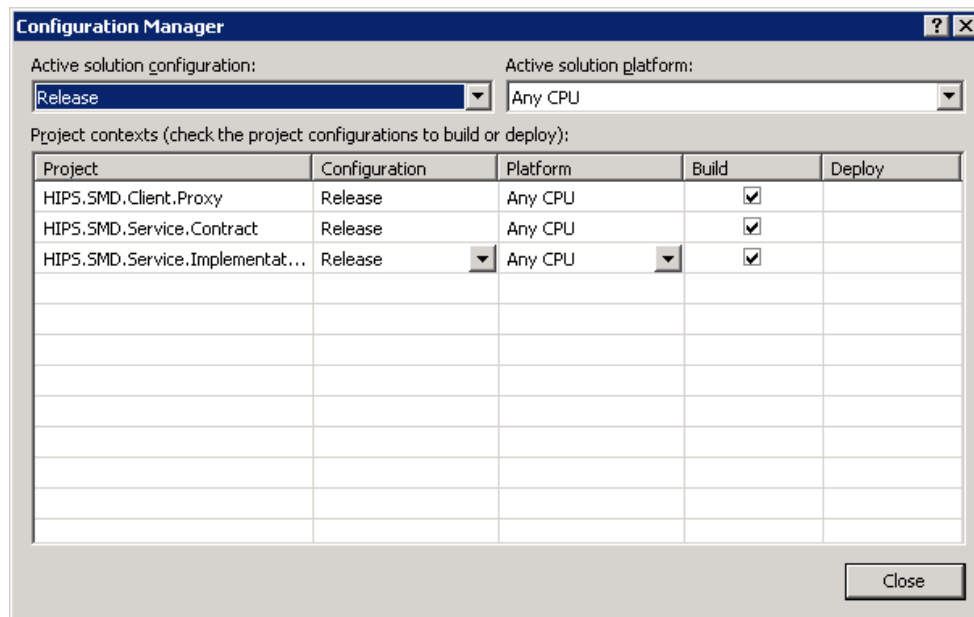 Configuration Manager
Active solution configuration: Active solution platform:
Release Any CPU
Project contexts (check the project configurations to build or deploy):
Project Configuration Platform Build Deploy
HIPS.SMD.Client.Proxy Release Any CPU
HIPS.SMD.Service.Contract Release Any CPU
HIPS.SMD.Service.Implementat... Release Any CPU
Close